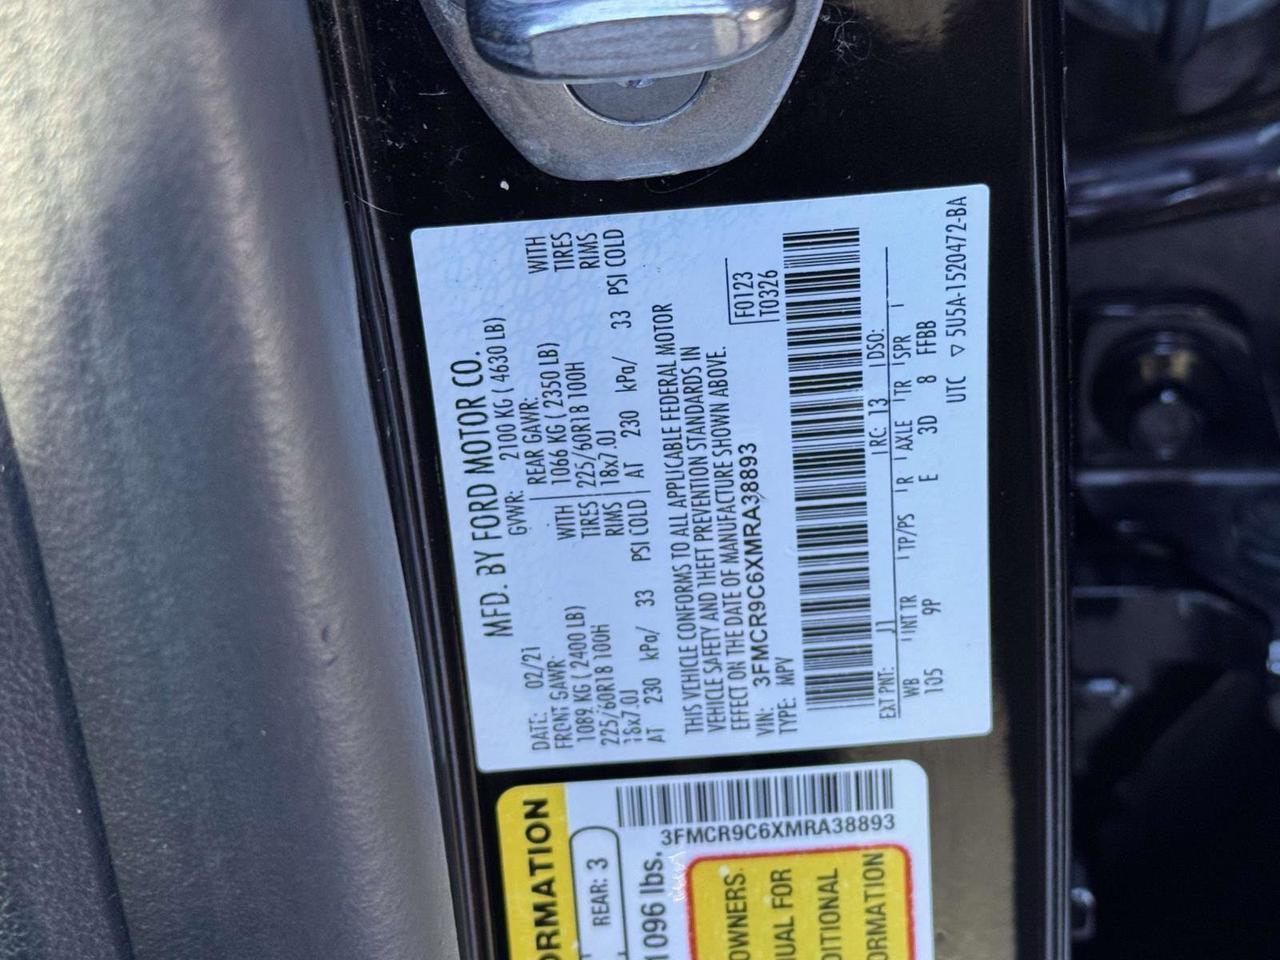 MFD. BY FORD MOTOR CO.
DATE: 02/21 GVWR: 2100 KG ( 4630 LB)
FRONT GAWR: REAR GAWR:
1089 KG ( 2400 LB) WITH 1066 KG ( 2350 LB) WITH
225/60R18 100H TIRES 225/60R18 100H TIRES
18x7.0J RIMS 18x7.0J RIMS
AT 230 kPa/ 33 PSI COLD AT 230 kPa/ 33 PSI COLD
THIS VEHICLE CONFORMS TO ALL APPLICABLE FEDERAL MOTOR
VEHICLE SAFETY AND THEFT PREVENTION STANDARDS IN
EFFECT ON THE DATE OF MANUFACTURE SHOWN ABOVE.
VIN: 3FMCR9C6XMRA38893 F0123
TYPE: MPV T0326
EXT PNT: J1 RC: 13 DSO:
WB INT TR TP/PS R AXLE TR SPR
105 9P E 3D 8 FFBB
UTC ▽ 5U5A-1520472-BA
ORMATION
REAR: 3
1096 lbs.
3FMCR9C6XMRA38893
OWNERS
UAL FOR
DITIONAL
ORMATION